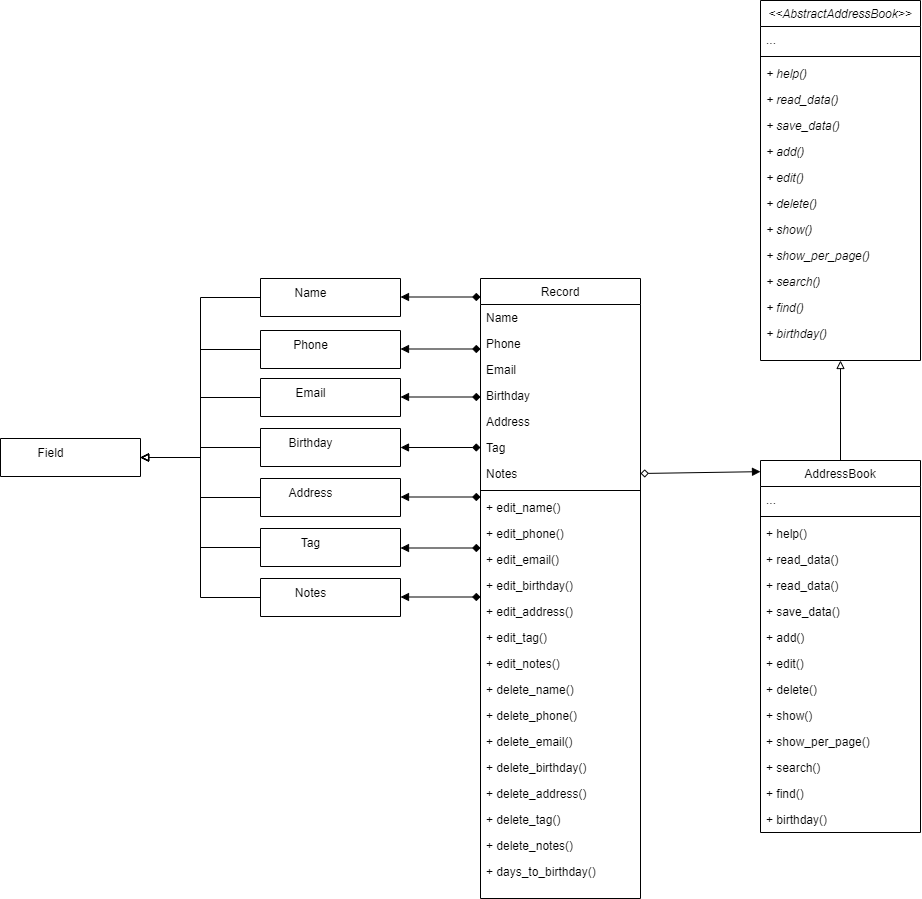 <<AbstractAddressBook>>
...
+ help()
+ read_data()
+ save_data()
+ add()
+ edit()
+ delete()
+ show()
+ show_per_page()
+ search()
+ find()
+ birthday()
Field
Name
Phone
Email
Birthday
Address
Tag
Notes
Record
Name
Phone
Email
Birthday
Address
Tag
Notes
+ edit_name()
+ edit_phone()
+ edit_email()
+ edit_birthday()
+ edit_address()
+ edit_tag()
+ edit_notes()
+ delete_name()
+ delete_phone()
+ delete_email()
+ delete_birthday()
+ delete_address()
+ delete_tag()
+ delete_notes()
+ days_to_birthday()
AddressBook
...
+ help()
+ read_data()
+ read_data()
+ save_data()
+ add()
+ edit()
+ delete()
+ show()
+ show_per_page()
+ search()
+ find()
+ birthday()